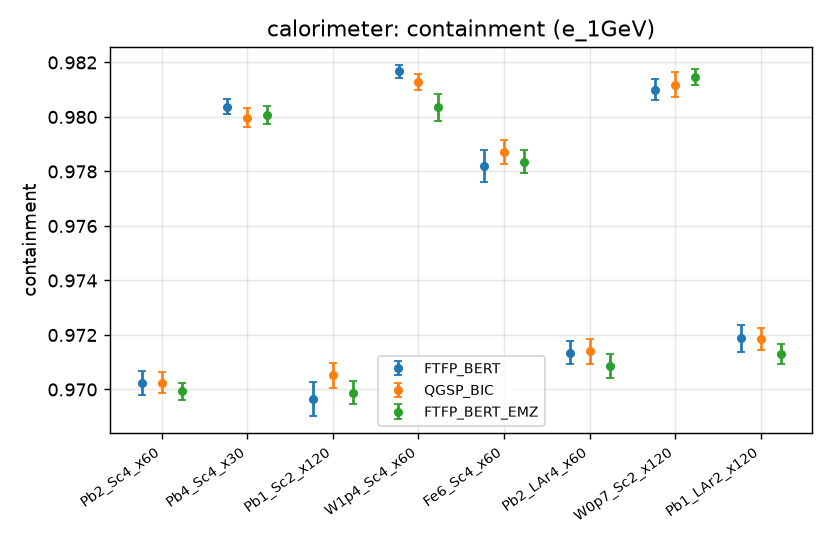 calorimeter: containment (e_1GeV)
containment
0.982
0.980
0.978
0.976
0.974
0.972
0.970
FTFP_BERT
QGSP_BIC
FTFP_BERT_EMZ
Pb2_Sc4_x60
Pb4_Sc4_x30
Pb1_Sc2_x120
W1p4_Sc4_x60
Fe6_Sc4_x60
Pb2_LAr4_x60
W0p7_Sc2_x120
Pb1_LAr2_x120